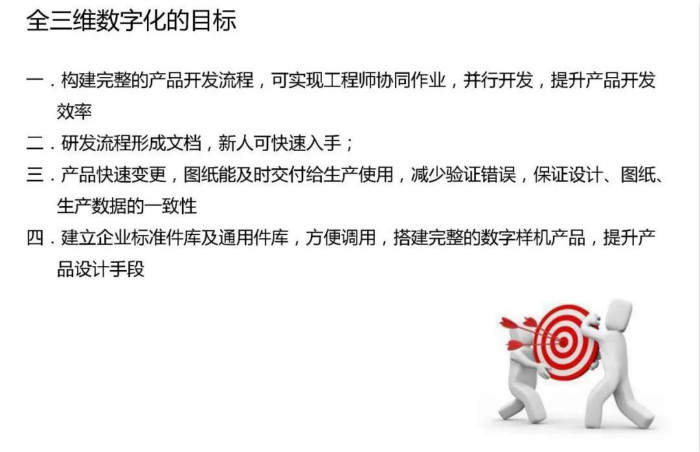 全三维数字化的目标
一．构建完整的产品开发流程，可实现工程师协同作业，并行开发，提升产品开发
效率
二．研发流程形成文档，新人可快速入手；
三．产品快速变更，图纸能及时交付给生产使用，减少验证错误，保证设计、图纸、
生产数据的一致性
四．建立企业标准件库及通用件库，方便调用，搭建完整的数字样机产品，提升产
品设计手段